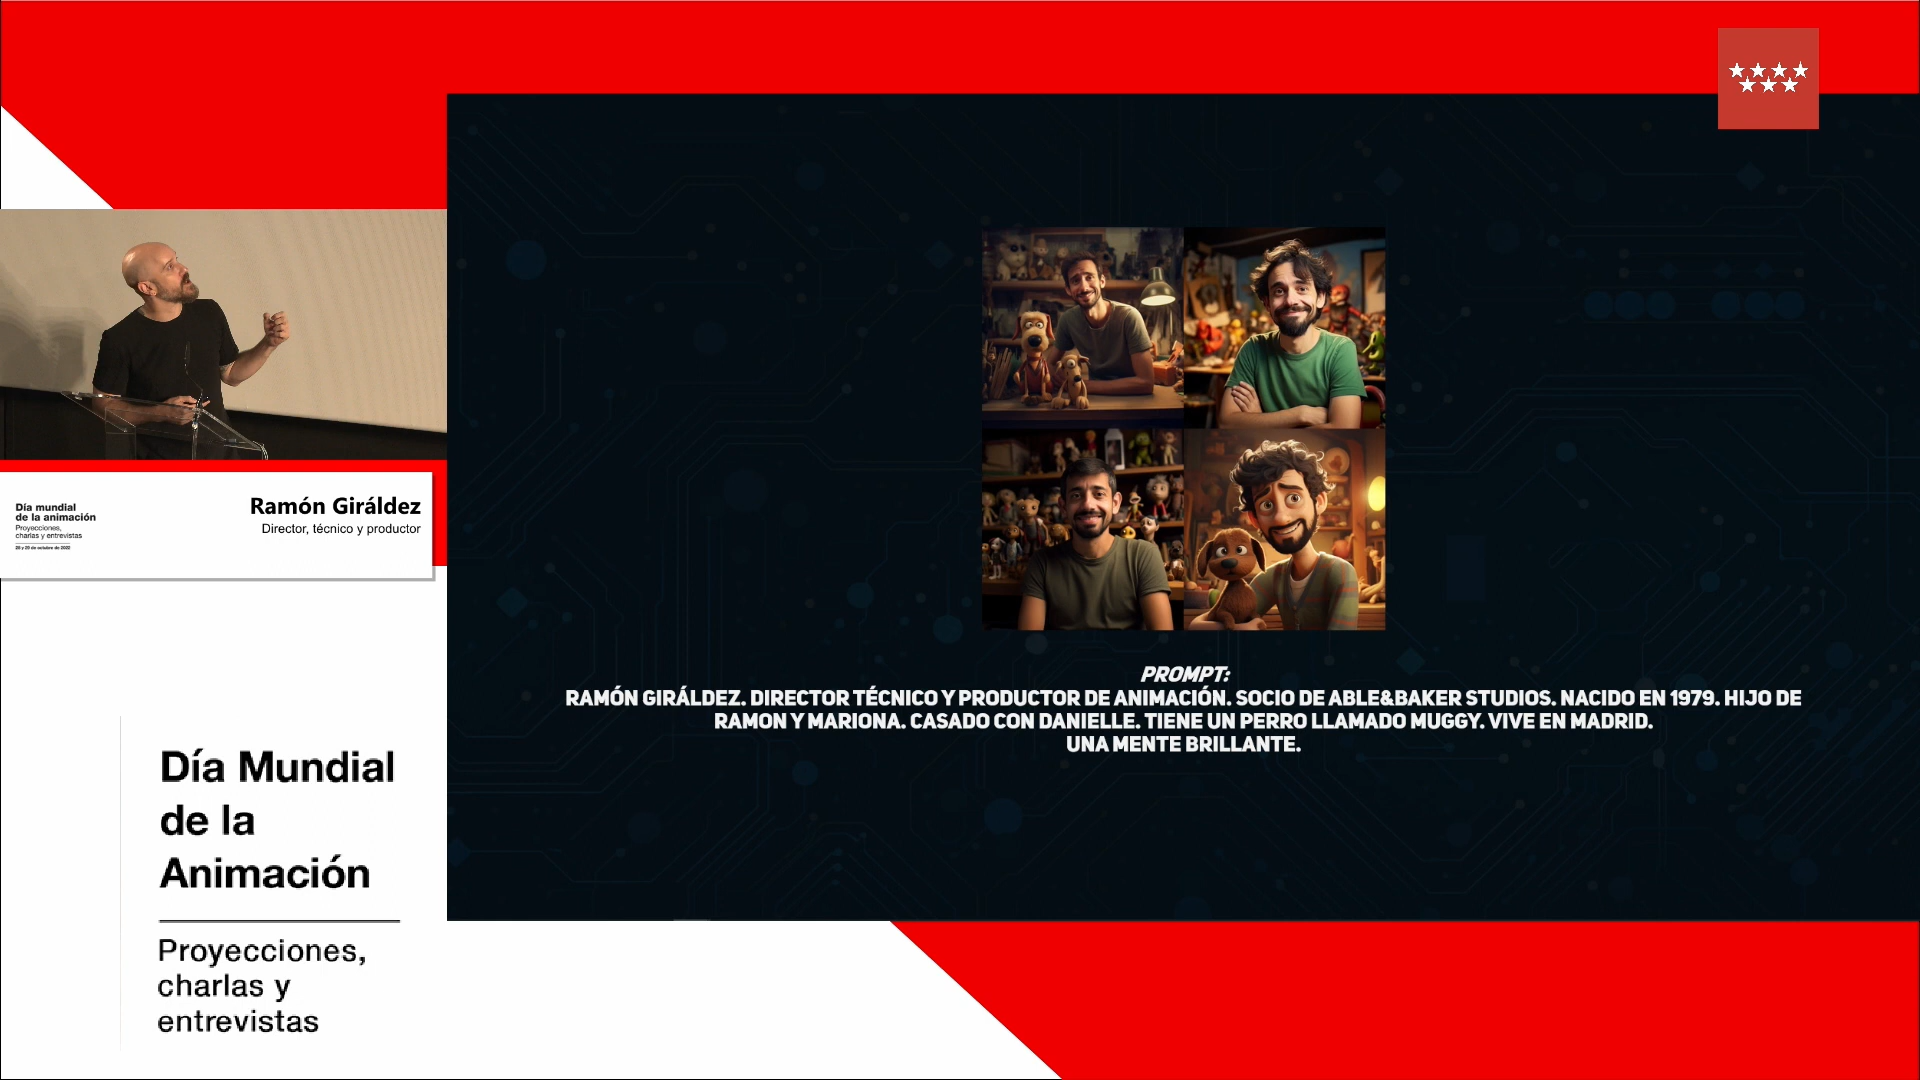 Día mundial
de la animación
Proyecciones,
charlas y entrevistas
Ramón Giráldez
Director, técnico y productor
Día Mundial
de la
Animación
Proyecciones,
charlas y
entrevistas
PROMPT:
RAMÓN GIRÁLDEZ. DIRECTOR TÉCNICO Y PRODUCTOR DE ANIMACIÓN. SOCIO DE ABLE&BAKER STUDIOS. NACIDO EN 1979. HIJO DE
RAMON Y MARIONA. CASADO CON DANIELLE. TIENE UN PERRO LLAMADO MUGGY. VIVE EN MADRID.
UNA MENTE BRILLANTE.